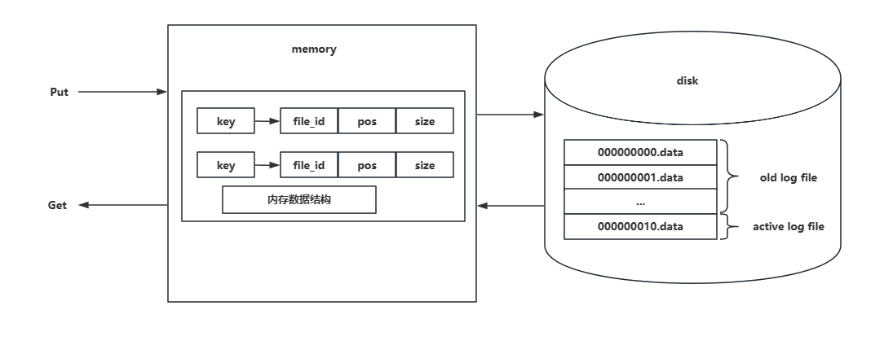 memory
disk
Put
key
file_id
pos
size
key
file_id
pos
size
内存数据结构
Get
000000000.data
000000001.data
...
000000010.data
old log file
active log file